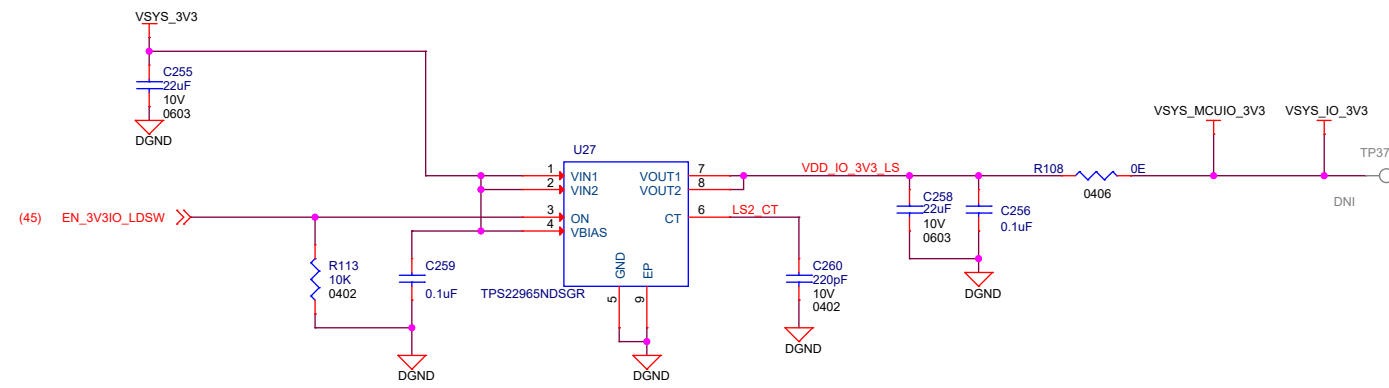 VSYS_3V3
C255
22uF
10V
0603
DGND
VSYS_MCUIO_3V3 VSYS_IO_3V3
U27
TP37
1 VIN1 VOUT1 7 VDD_IO_3V3_LS R108 0E
2 VIN2 VOUT2 8
0406
DNI
(45) EN_3V3IO_LDSW 3 ON CT 6 LS2_CT
4 VBIAS
C258
22uF
10V
0603
C256
0.1uF
R113
10K
0402
C259
0.1uF
GND EP
TPS22965NDSGR
5 9
C260
220pF
10V
0402
DGND
DGND
DGND
DGND